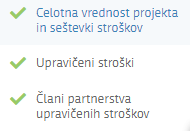 Celotna vrednost projekta
in seštevki stroškov
Upravičeni stroški
Člani partnerstva
upravičenih stroškov